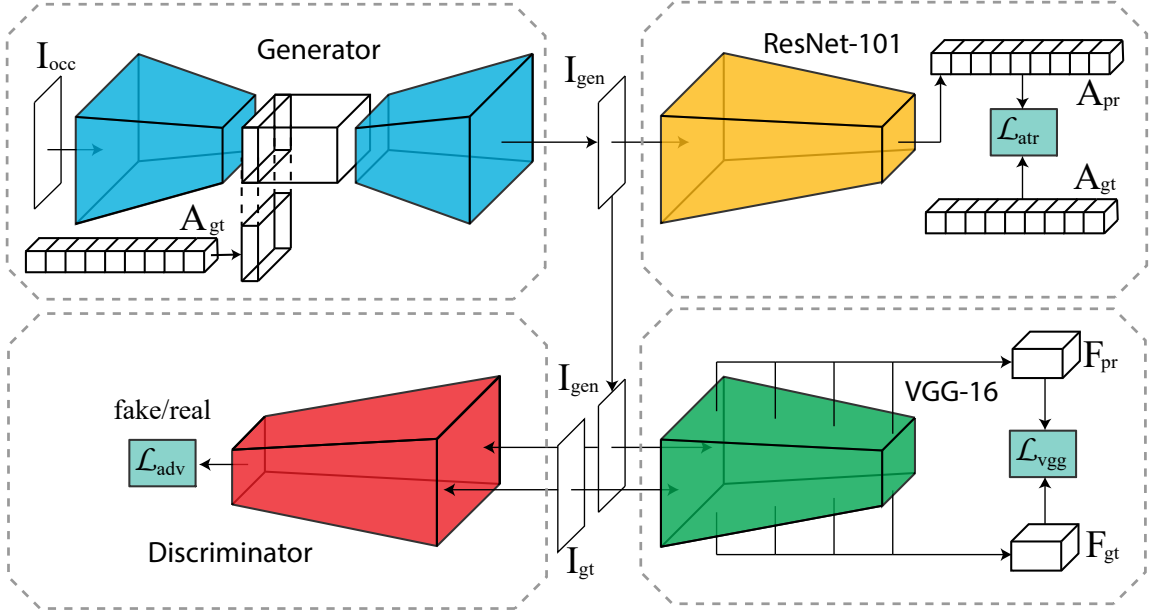 Generator
I_occ
A_gt
I_gen
ResNet-101
A_pr
ℒ_atr
A_gt
fake/real
ℒ_adv
Discriminator
I_gen
I_gt
VGG-16
F_pr
ℒ_vgg
F_gt